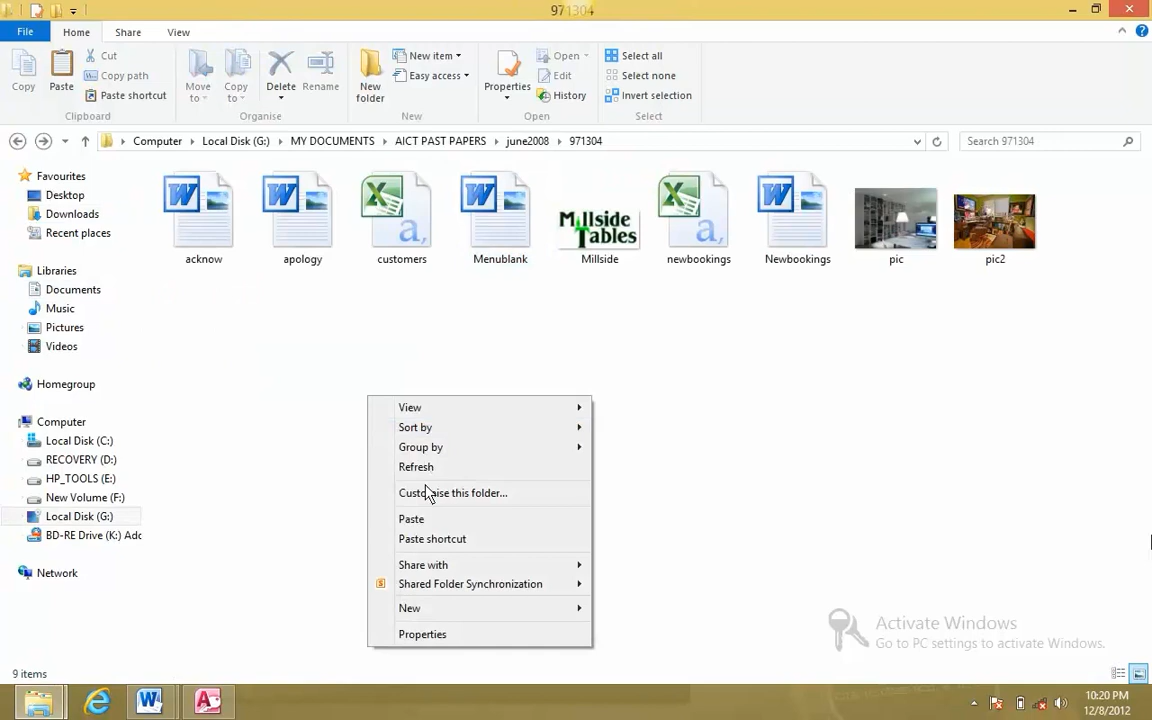 971304
File
Home
Share
View
Copy
Paste
Cut
Copy path
Paste shortcut
Clipboard
Move to
Copy to
Delete
Rename
Organise
New folder
New item
Easy access
New
Properties
Open
Edit
History
Open
Select all
Select none
Invert selection
Select
Computer
Local Disk (G:)
MY DOCUMENTS
AICT PAST PAPERS
june2008
971304
Search 971304
Favourites
Desktop
Downloads
Recent places
Libraries
Documents
Music
Pictures
Videos
Homegroup
Computer
Local Disk (C:)
RECOVERY (D:)
HP_TOOLS (E:)
New Volume (F:)
Local Disk (G:)
BD-RE Drive (K:) Adc
Network
acknow
apology
customers
Menublank
Millside Tables
Millside
newbookings
Newbookings
pic
pic2
View
Sort by
Group by
Refresh
Customise this folder...
Paste
Paste shortcut
Share with
Shared Folder Synchronization
New
Properties
Activate Windows
Go to PC settings to activate Windows.
9 items
10:20 PM
12/8/2012